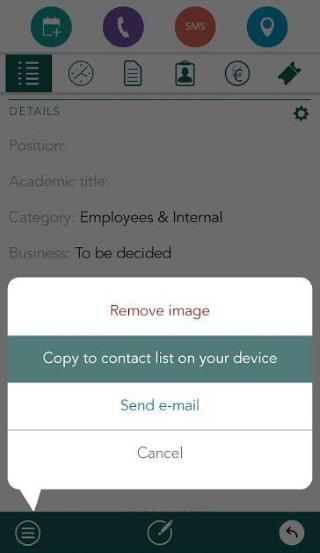 SMS
DETAILS
Position:
Academic title:
Category: Employees & Internal
Business: To be decided
Remove image
Copy to contact list on your device
Send e-mail
Cancel